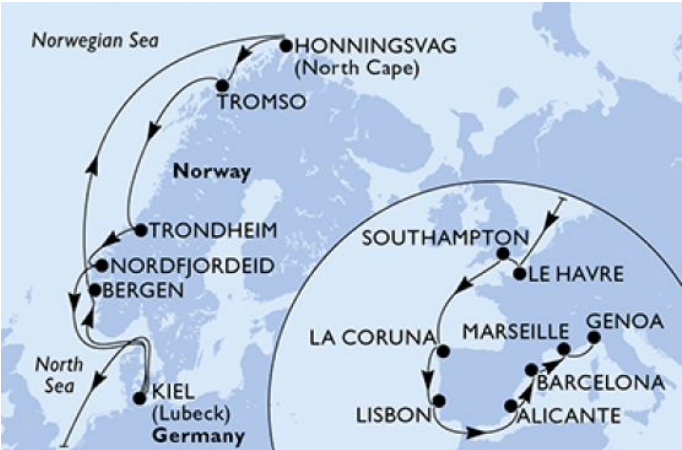 Norwegian Sea
HONNINGSVAG
(North Cape)
TROMSO
Norway
TRONDHEIM
NORDFJORDEID
BERGEN
North
Sea
KIEL
(Lubeck)
Germany
SOUTHAMPTON
LE HAVRE
LA CORUNA
MARSEILLE
GENOA
BARCELONA
LISBON
ALICANTE